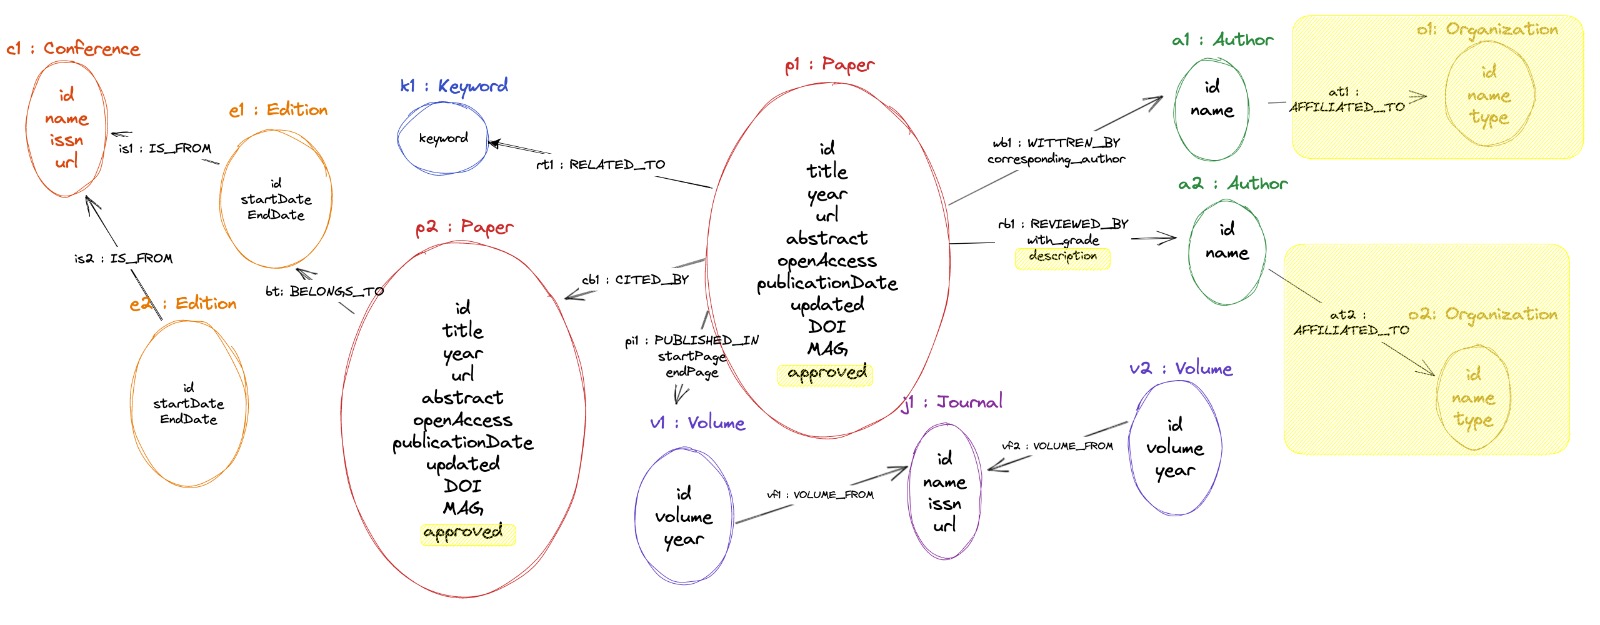 c1 : Conference
id
name
issn
url
is1 : IS_FROM
e1 : Edition
id
startDate
EndDate
is2 : IS_FROM
e2 : Edition
id
startDate
EndDate
bt: BELONGS_TO
k1 : Keyword
keyword
rt1 : RELATED_TO
p2 : Paper
id
title
year
url
abstract
openAccess
publicationDate
updated
DOI
MAG
approved
cb1 : CITED_BY
p1 : Paper
id
title
year
url
abstract
openAccess
publicationDate
updated
DOI
MAG
approved
pi1 : PUBLISHED_IN
startPage
endPage
v1 : Volume
id
volume
year
vf1 : VOLUME_FROM
j1 : Journal
id
name
issn
url
vf2 : VOLUME_FROM
v2 : Volume
id
volume
year
wb1 : WITTREN_BY
corresponding_author
a1 : Author
id
name
at1 :
AFFILIATED_TO
o1: Organization
id
name
type
rb1 : REVIEWED_BY
with_grade
description
a2 : Author
id
name
at2 :
AFFILIATED_TO
o2: Organization
id
name
type